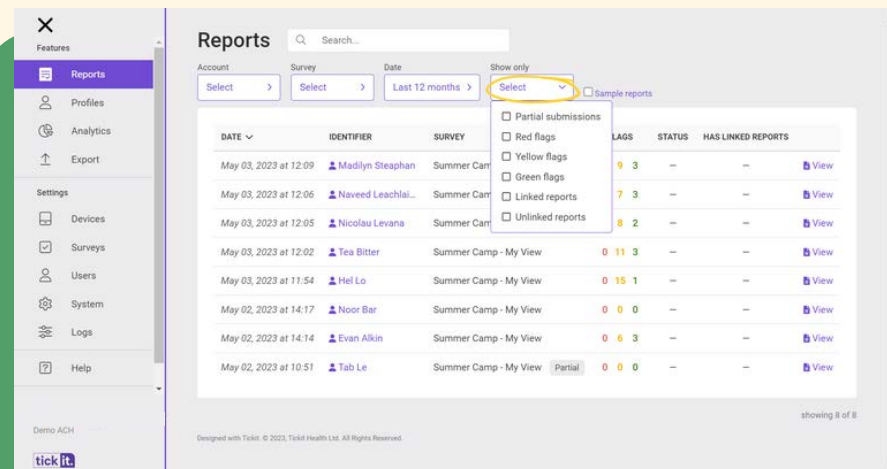 Features
Reports
Profiles
Analytics
Export
Settings
Devices
Surveys
Users
System
Logs
Help
Demo ACH
tickit.
Reports Search...
Account Survey Date Show only
Select Select Last 12 months Select Sample reports
Partial submissions
Red flags
Yellow flags
Green flags
Linked reports
Unlinked reports
DATE IDENTIFIER SURVEY LAGS STATUS HAS LINKED REPORTS
May 03, 2023 at 12:09 Madilyn Steaphan Summer Cam 9 3 – – View
May 03, 2023 at 12:06 Naveed Leachlai... Summer Cam 7 3 – – View
May 03, 2023 at 12:05 Nicolau Levana Summer Cam 8 2 – – View
May 03, 2023 at 12:02 Tea Bitter Summer Camp - My View 0 11 3 – – View
May 03, 2023 at 11:54 Hel Lo Summer Camp - My View 0 15 1 – – View
May 02, 2023 at 14:17 Noor Bar Summer Camp - My View 0 0 0 – – View
May 02, 2023 at 14:14 Evan Alkin Summer Camp - My View 0 6 3 – – View
May 02, 2023 at 10:51 Tab Le Summer Camp - My View Partial 0 0 0 – – View
showing 8 of 8
Designed with Tickit. © 2023, Tickit Health Ltd. All Rights Reserved.